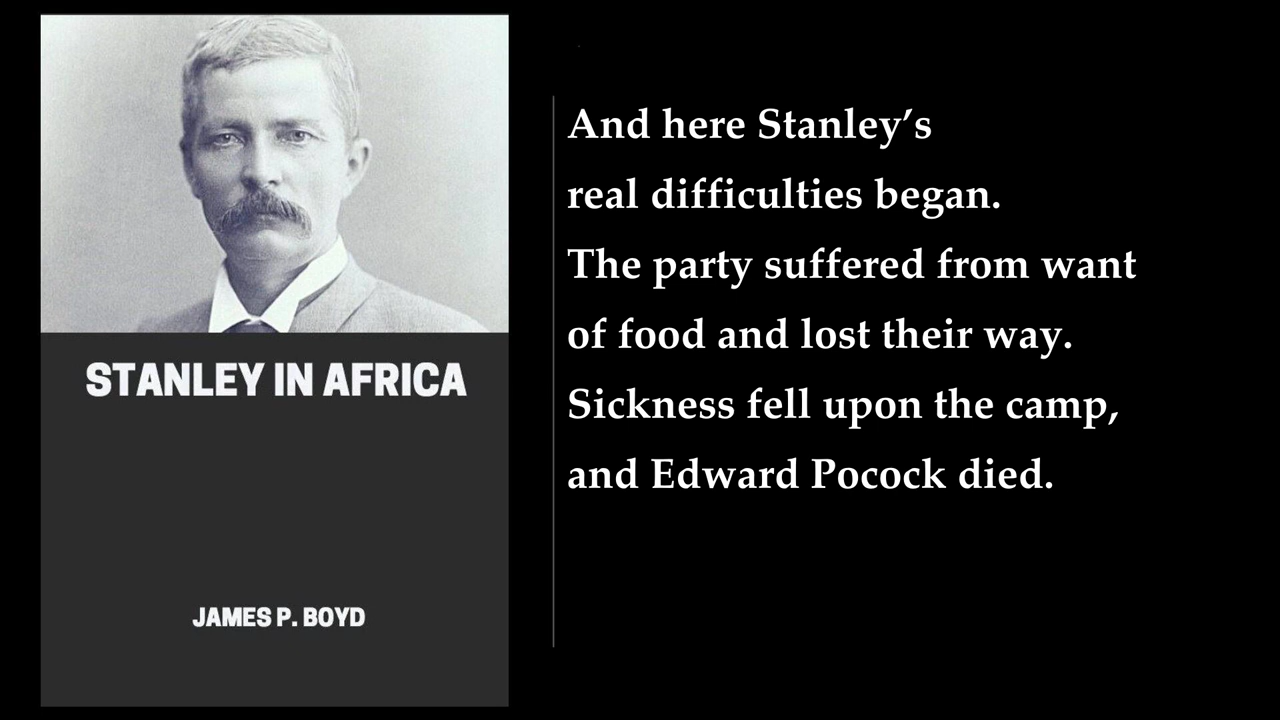 STANLEY IN AFRICA
JAMES P. BOYD
And here Stanley’s
real difficulties began.
The party suffered from want
of food and lost their way.
Sickness fell upon the camp,
and Edward Pocock died.